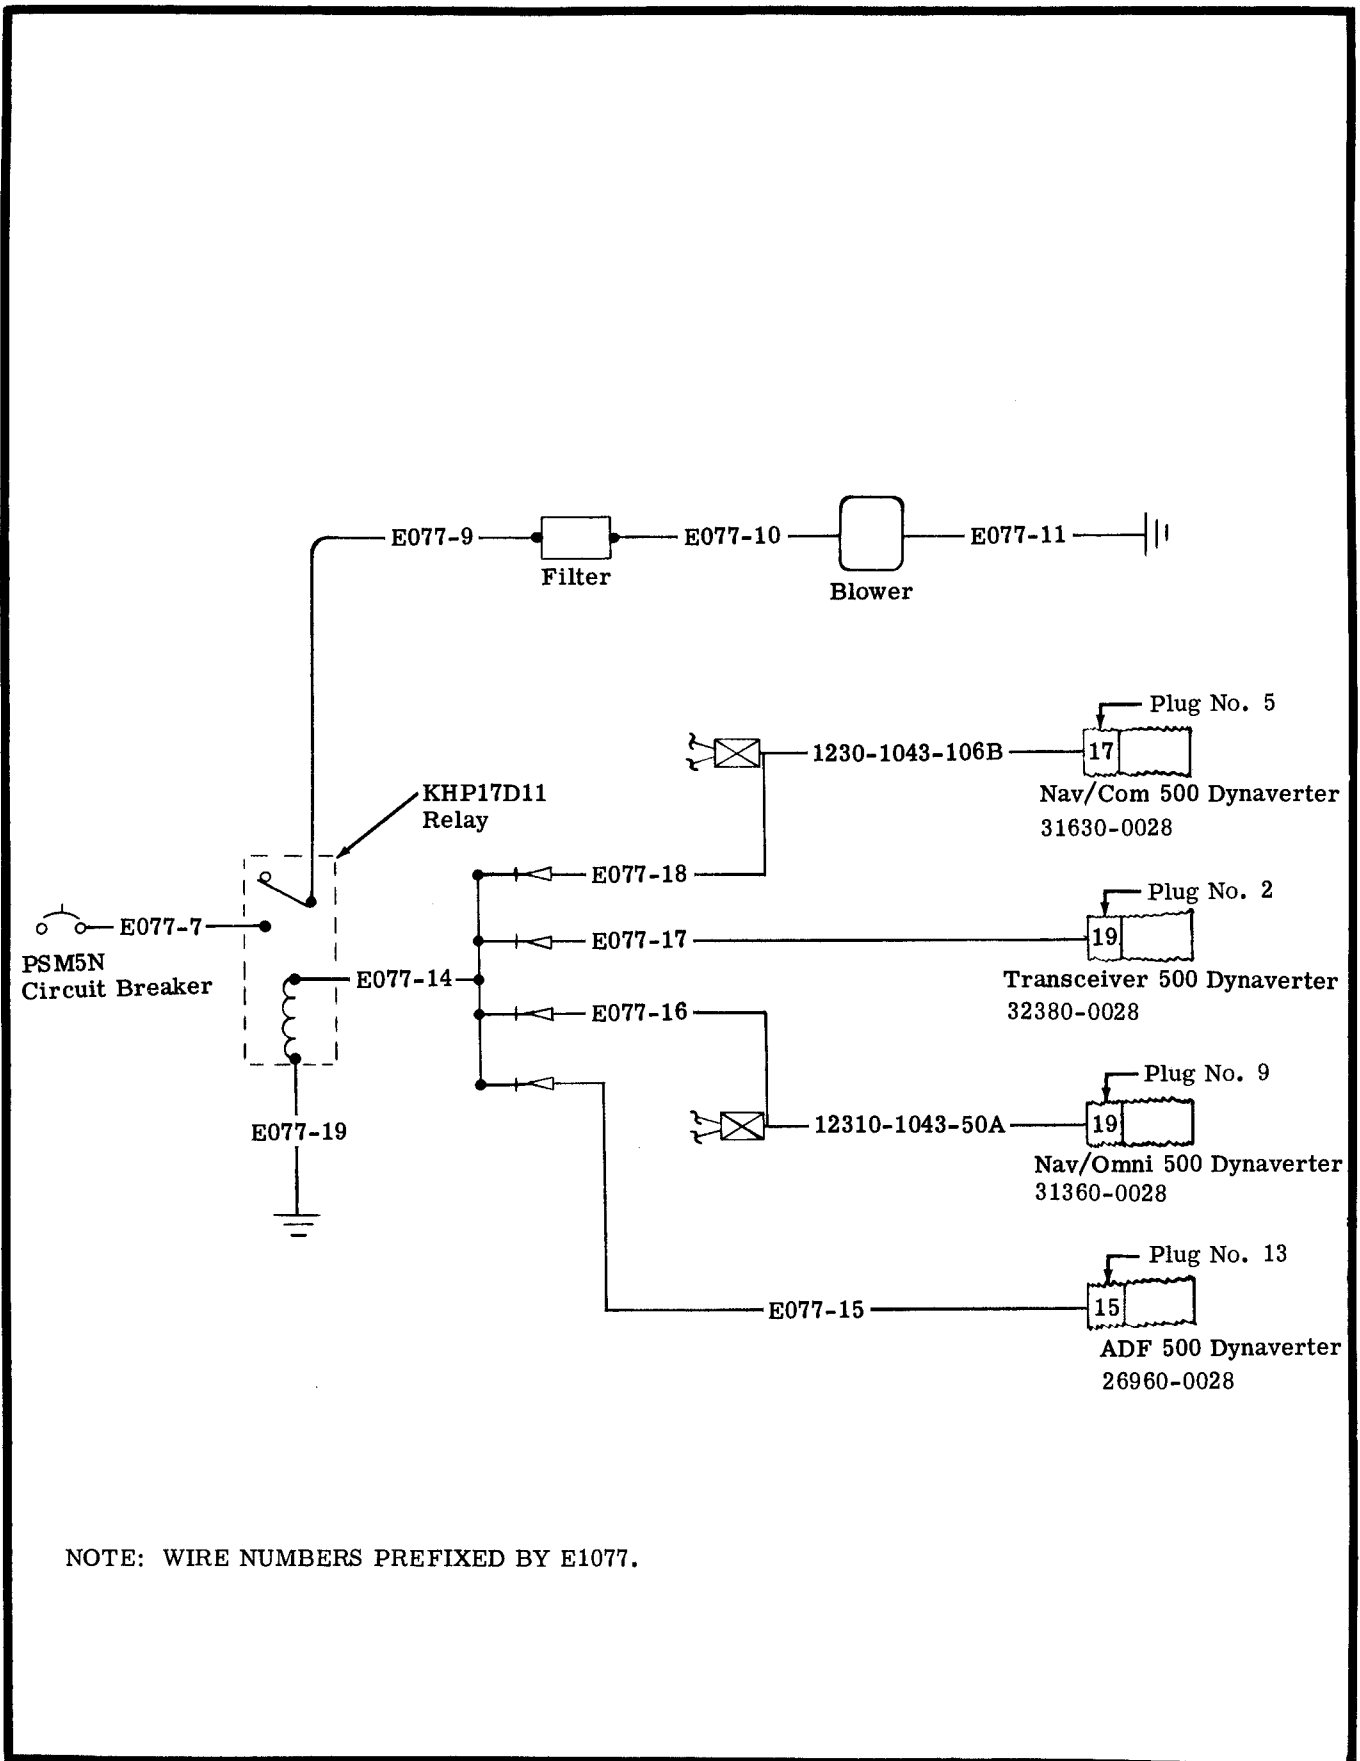 E077-9
E077-10
E077-11
Filter
Blower
Plug No. 5
1230-1043-106B
17
Nav/Com 500 Dynaverter
31630-0028
KHP17D11
Relay
E077-18
Plug No. 2
E077-7
E077-17
19
PSM5N
Circuit Breaker
E077-14
Transceiver 500 Dynaverter
32380-0028
E077-16
Plug No. 9
E077-19
12310-1043-50A
19
Nav/Omni 500 Dynaverter
31360-0028
Plug No. 13
E077-15
15
ADF 500 Dynaverter
26960-0028
NOTE: WIRE NUMBERS PREFIXED BY E1077.